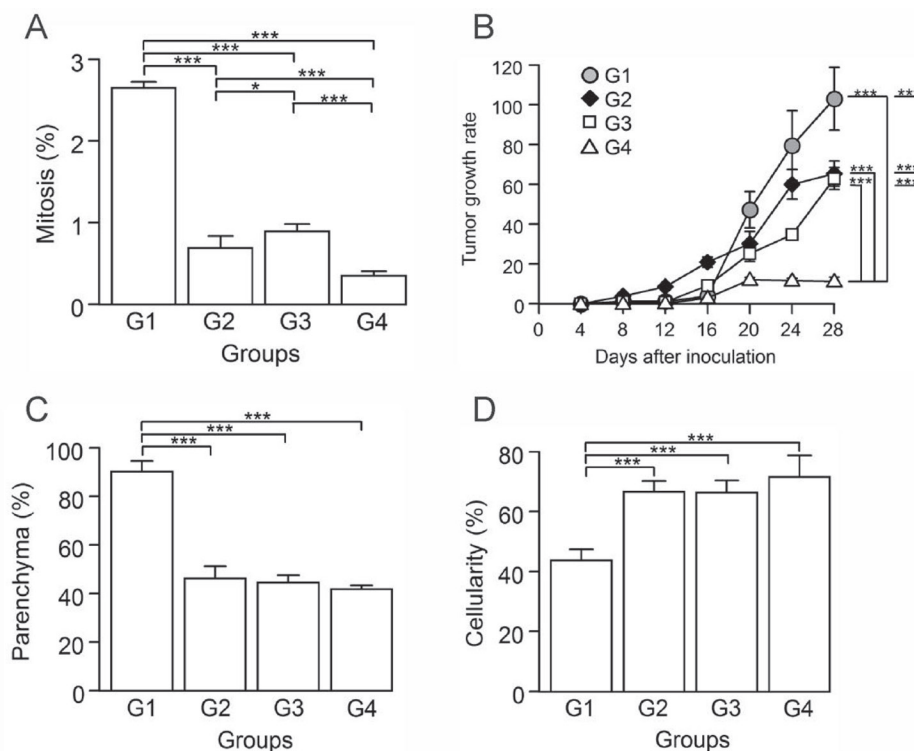 A
***
***
***
***
*
***
3
2
1
0
Mitosis (%)
G1 G2 G3 G4
Groups
B
120
100
80
60
40
20
0
Tumor growth rate
G1
G2
G3
G4
***
***
***
***
0 4 8 12 16 20 24 28
Days after inoculation
C
***
***
***
100
80
60
40
20
0
Parenchyma (%)
G1 G2 G3 G4
Groups
D
***
***
***
80
60
40
20
0
Cellularity (%)
G1 G2 G3 G4
Groups